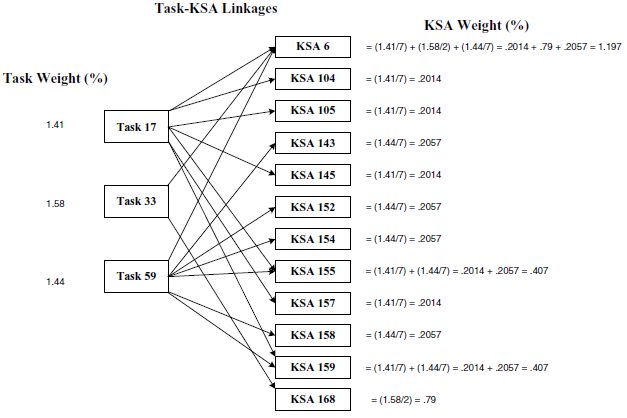 Task-KSA Linkages
KSA Weight (%)
KSA 6 = (1.41/7) + (1.58/2) + (1.44/7) = .2014 + .79 + .2057 = 1.197
Task Weight (%)
KSA 104 = (1.41/7) = .2014
KSA 105 = (1.41/7) = .2014
1.41 Task 17
KSA 143 = (1.44/7) = .2057
KSA 145 = (1.41/7) = .2014
1.58 Task 33
KSA 152 = (1.44/7) = .2057
KSA 154 = (1.44/7) = .2057
1.44 Task 59
KSA 155 = (1.41/7) + (1.44/7) = .2014 + .2057 = .407
KSA 157 = (1.41/7) = .2014
KSA 158 = (1.44/7) = .2057
KSA 159 = (1.41/7) + (1.44/7) = .2014 + .2057 = .407
KSA 168 = (1.58/2) = .79